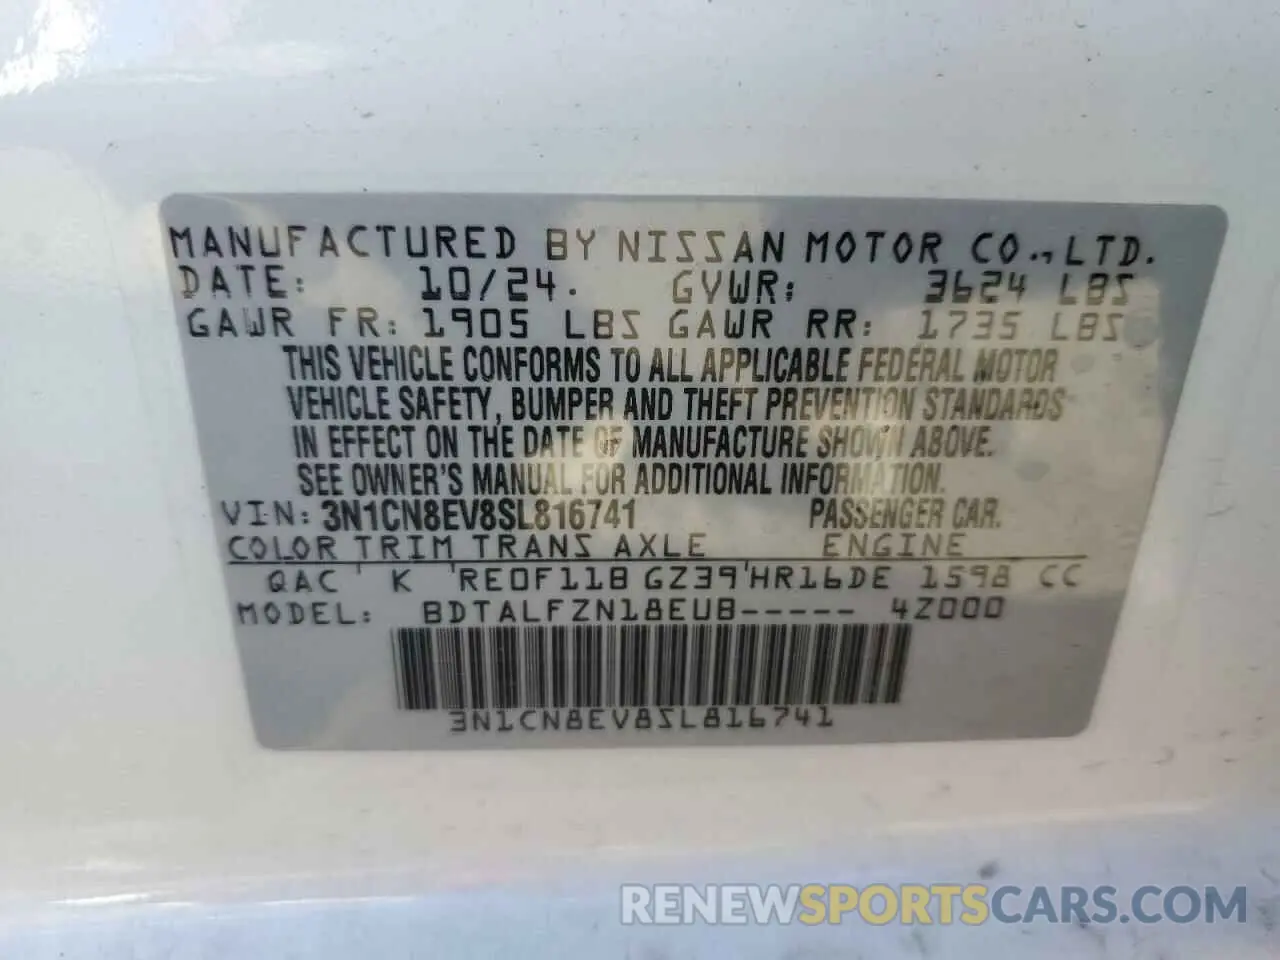 MANUFACTURED BY NISSAN MOTOR CO., LTD.
DATE: 10/24. GVWR: 3624 LBS
GAWR FR: 1905 LBS GAWR RR: 1735 LBS
THIS VEHICLE CONFORMS TO ALL APPLICABLE FEDERAL MOTOR
VEHICLE SAFETY, BUMPER AND THEFT PREVENTION STANDARDS
IN EFFECT ON THE DATE OF MANUFACTURE SHOWN ABOVE.
SEE OWNER'S MANUAL FOR ADDITIONAL INFORMATION.
VIN: 3N1CN8EV8SL816741 PASSENGER CAR.
COLOR TRIM TRANS AXLE ENGINE
QAC ' K ' RE0F11B GZ39 ' HR16DE 1598 CC
MODEL: BDTALFZN18EUB----- 4Z000
3N1CN8EV8SL816741
RENEWSPORTSCARS.COM